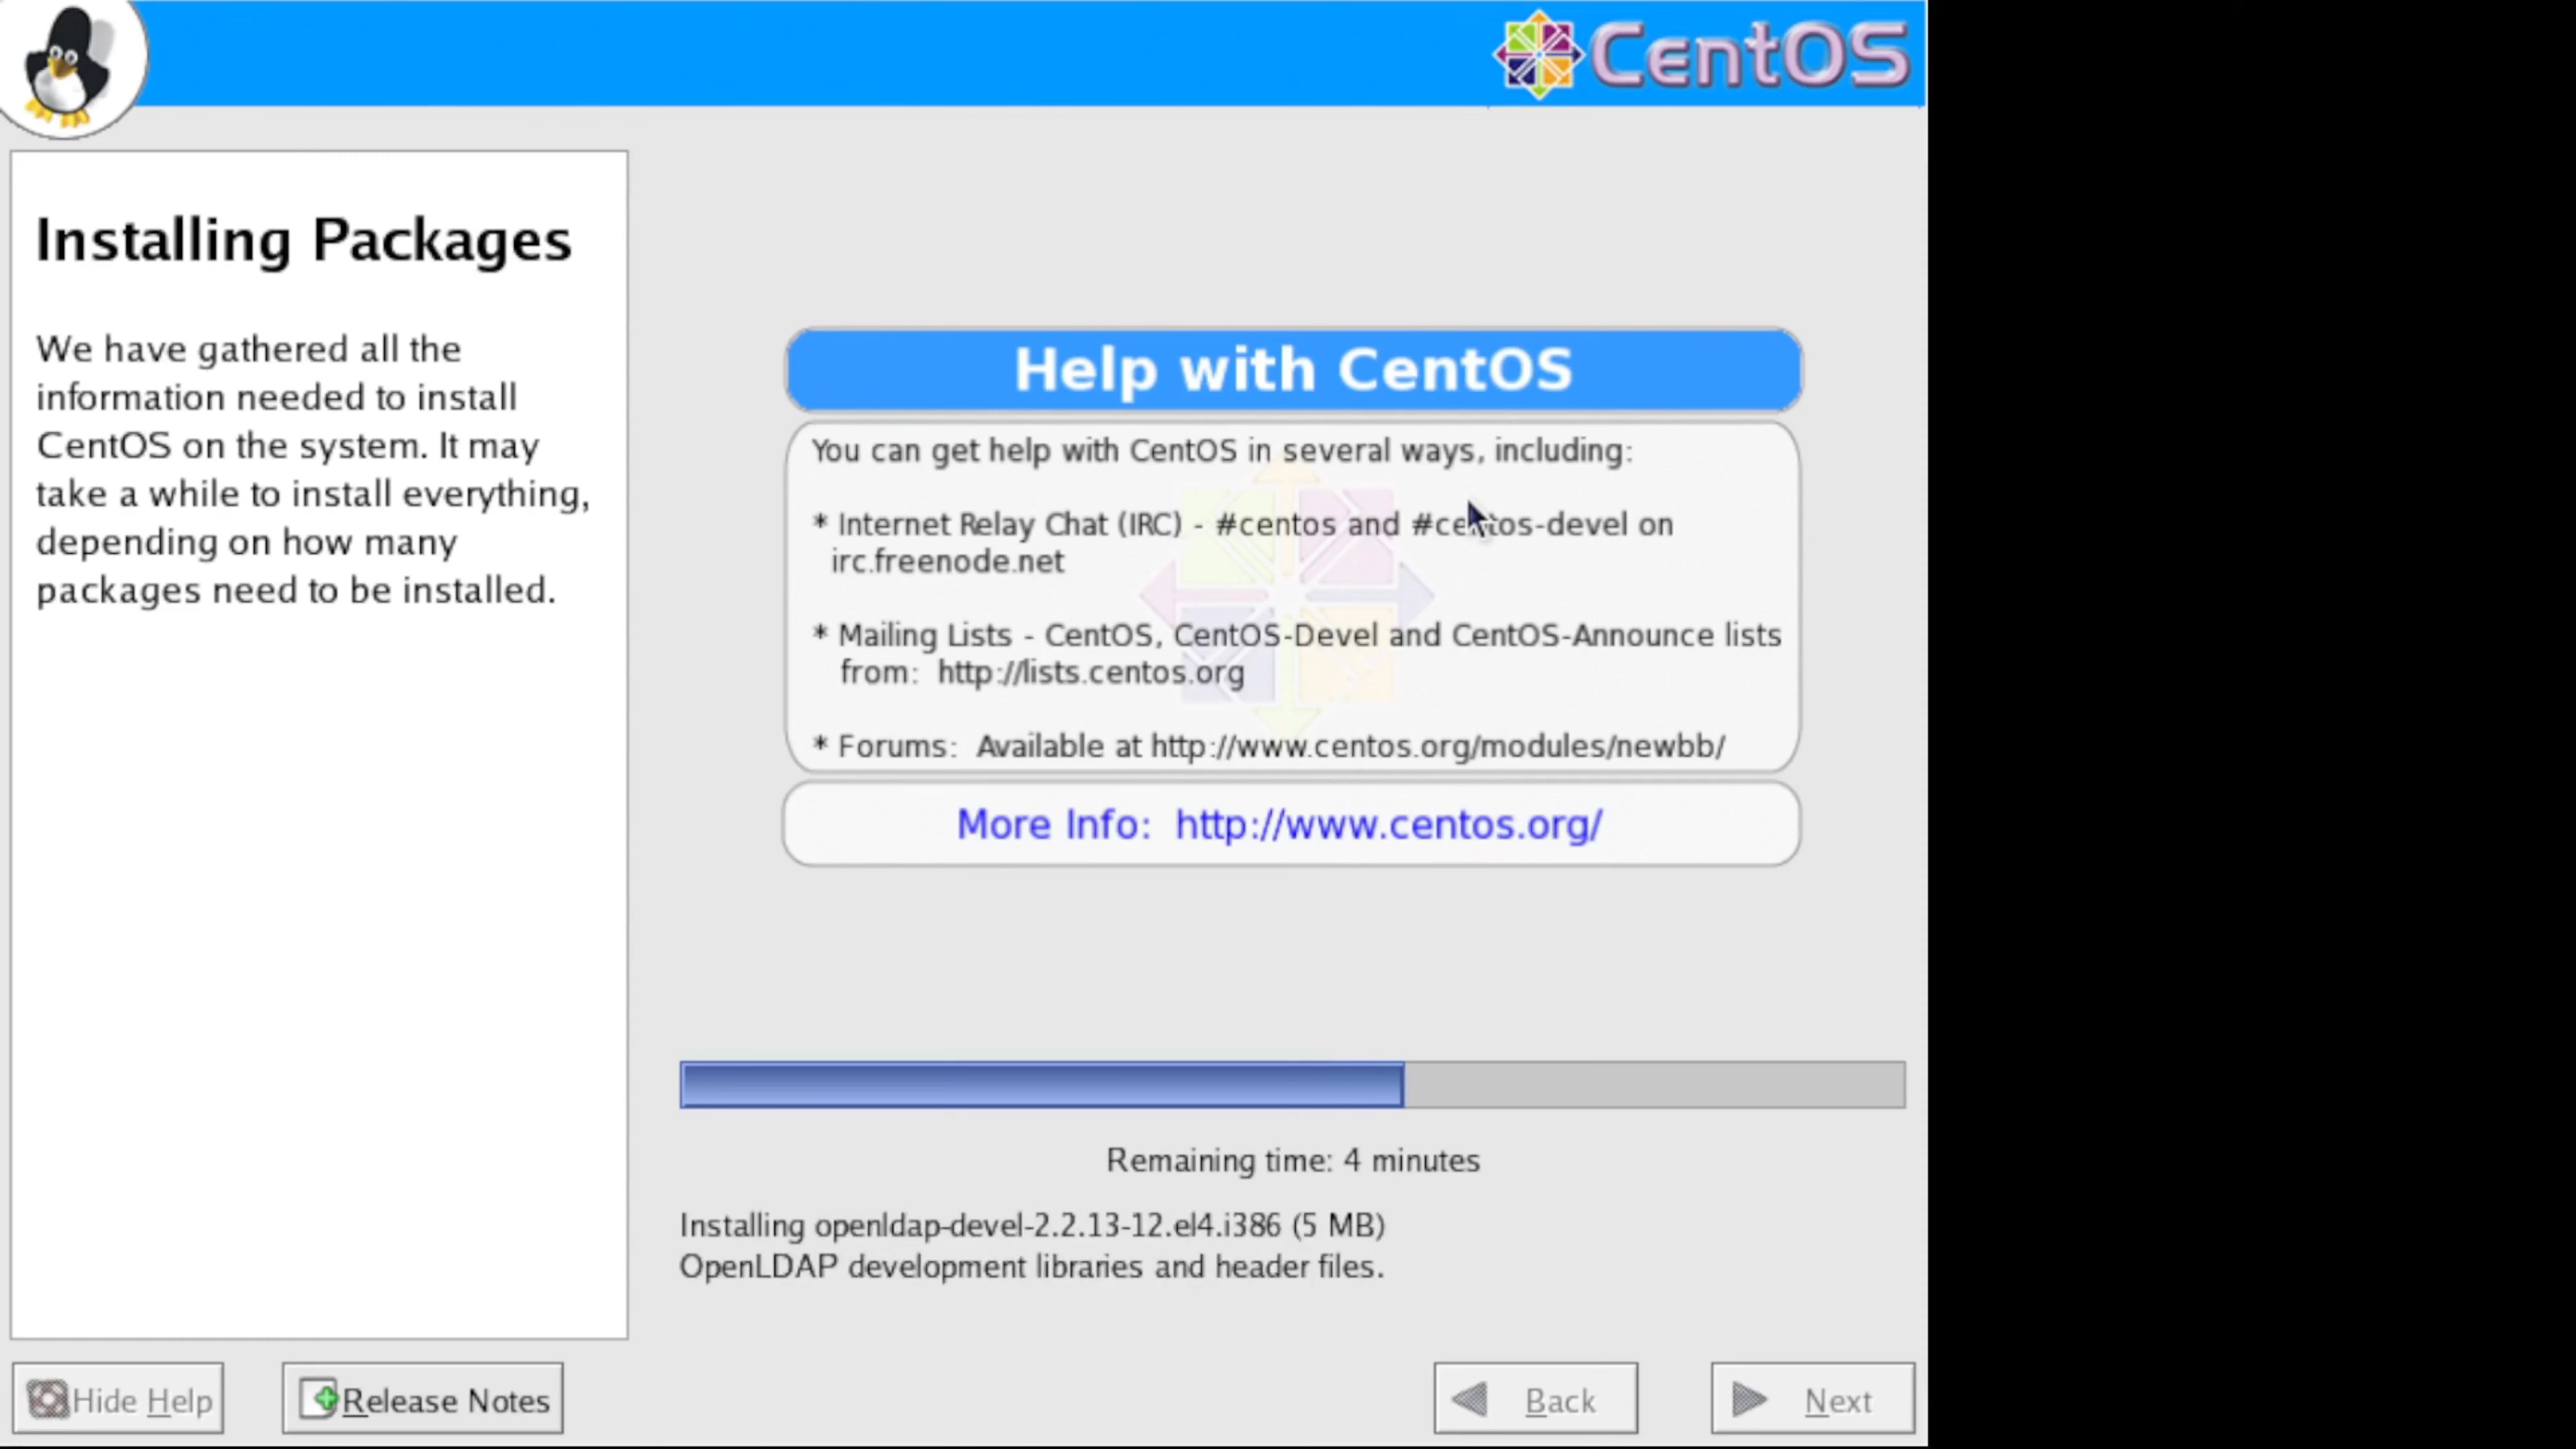 CentOS
Installing Packages
We have gathered all the
information needed to install
CentOS on the system. It may
take a while to install everything,
depending on how many
packages need to be installed.
Help with CentOS
You can get help with CentOS in several ways, including:
* Internet Relay Chat (IRC) - #centos and #centos-devel on
irc.freenode.net
* Mailing Lists - CentOS, CentOS-Devel and CentOS-Announce lists
from: http://lists.centos.org
* Forums: Available at http://www.centos.org/modules/newbb/
More Info: http://www.centos.org/
Remaining time: 4 minutes
Installing openldap-devel-2.2.13-12.el4.i386 (5 MB)
OpenLDAP development libraries and header files.
Hide Help
Release Notes
Back
Next